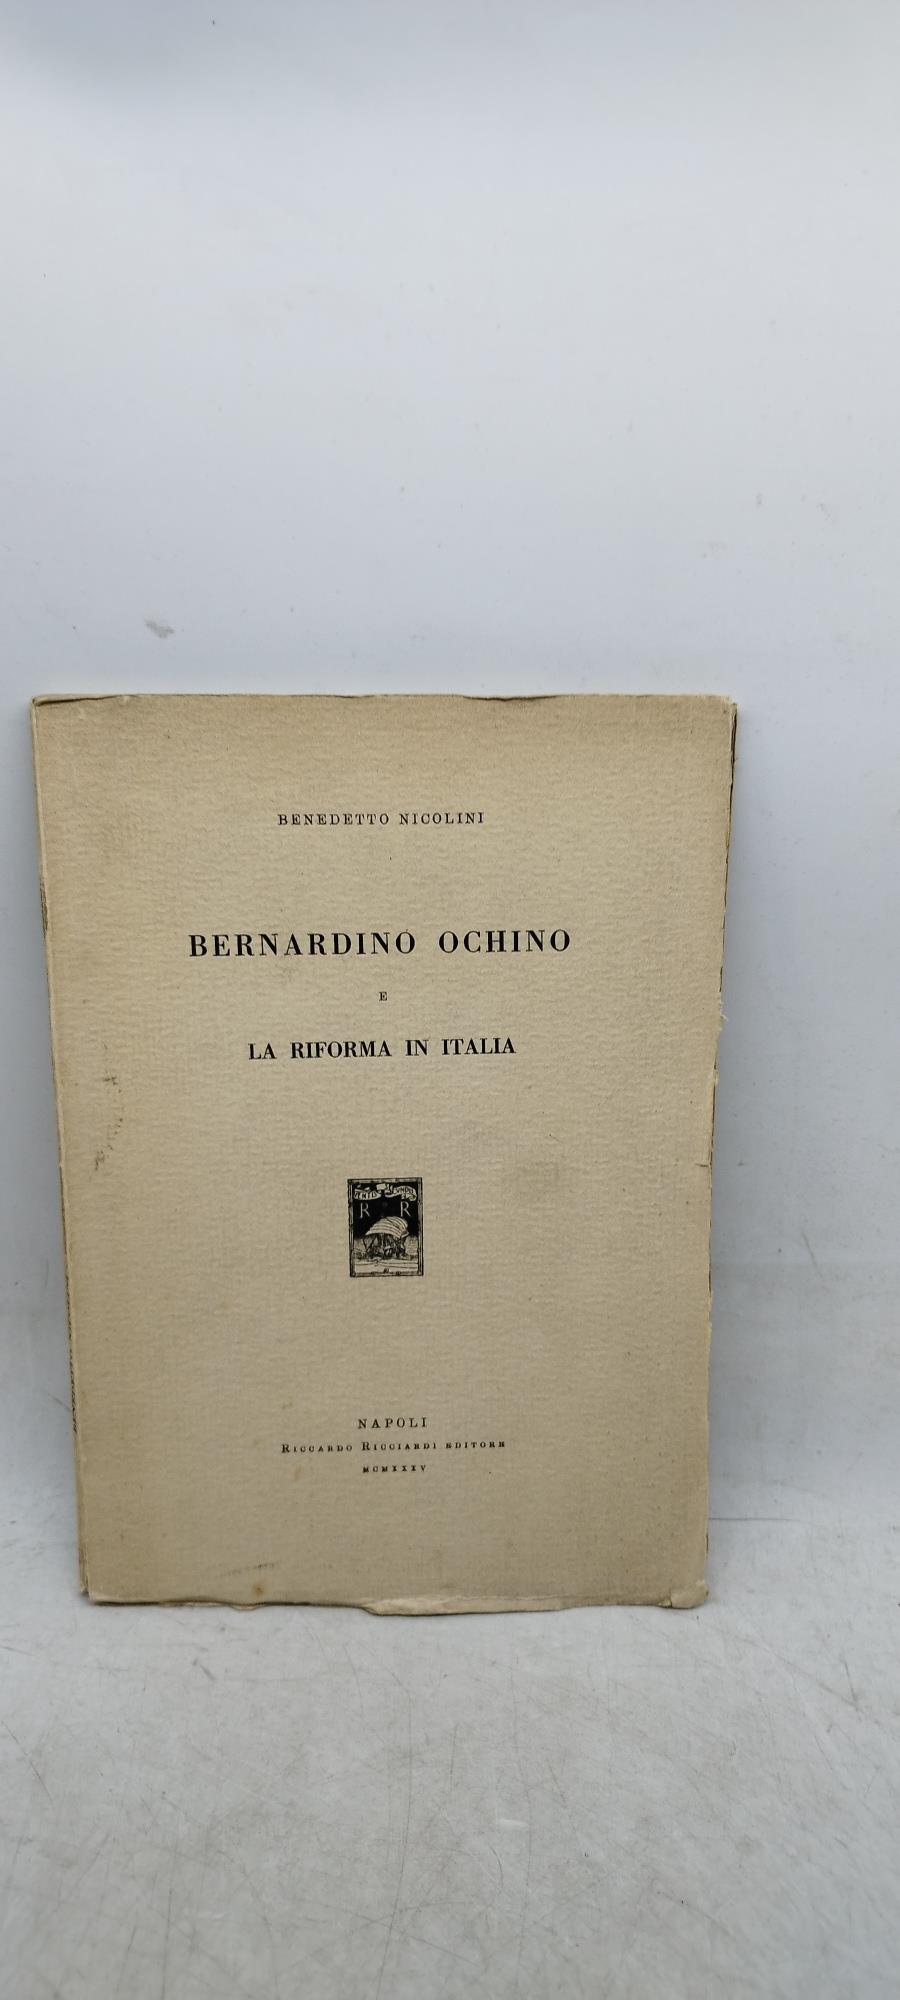 BENEDETTO NICOLINI
BERNARDINO OCHINO
E
LA RIFORMA IN ITALIA
R R
NAPOLI
RICCARDO RICCIARDI EDITORE
MCMXXXV